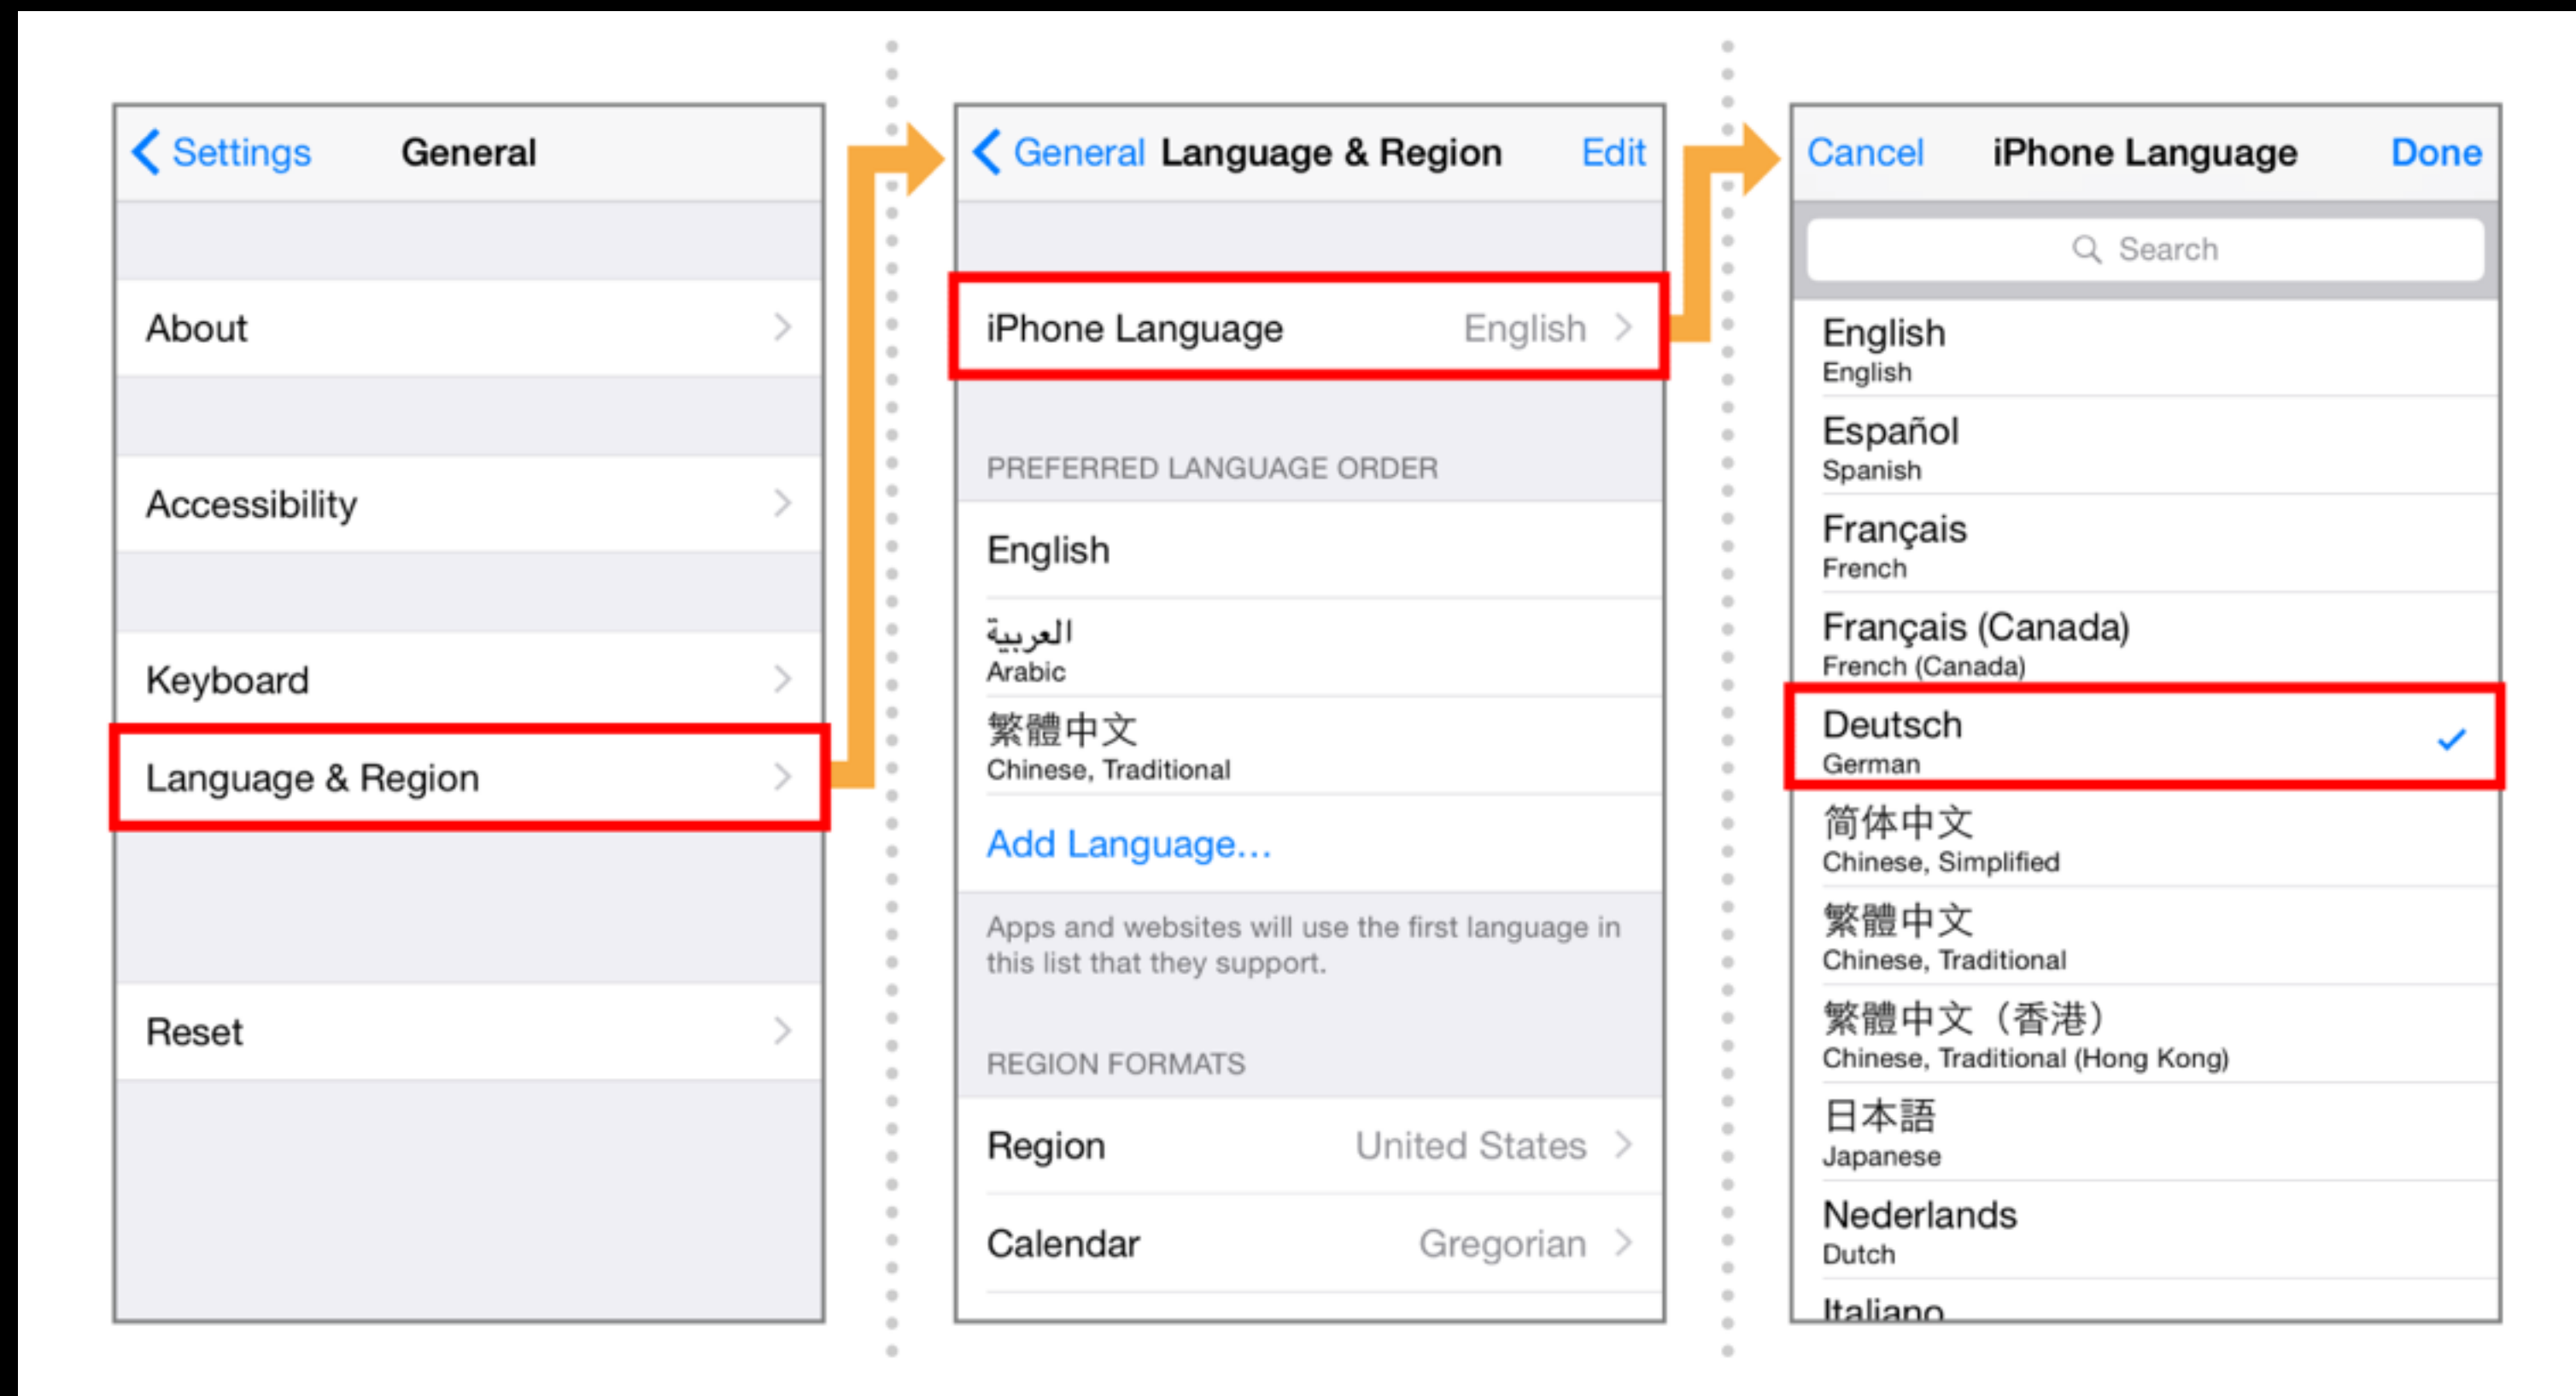 Settings General
About
Accessibility
Keyboard
Language & Region
Reset
General Language & Region Edit
iPhone Language English
PREFERRED LANGUAGE ORDER
English
العربية
Arabic
繁體中文
Chinese, Traditional
Add Language...
Apps and websites will use the first language in
this list that they support.
REGION FORMATS
Region United States
Calendar Gregorian
Cancel iPhone Language Done
Search
English
English
Español
Spanish
Français
French
Français (Canada)
French (Canada)
Deutsch
German
简体中文
Chinese, Simplified
繁體中文
Chinese, Traditional
繁體中文（香港）
Chinese, Traditional (Hong Kong)
日本語
Japanese
Nederlands
Dutch
Italiano